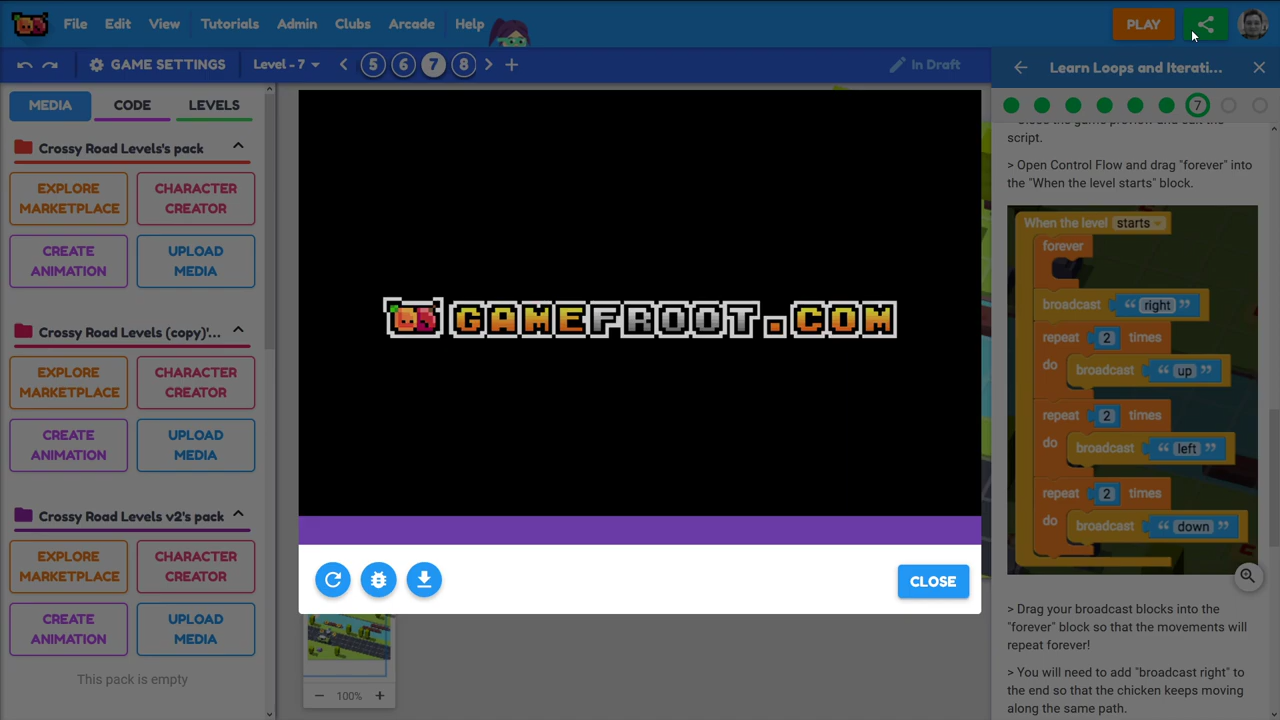 File Edit View Tutorials Admin Clubs Arcade Help
PLAY
GAME SETTINGS
Level - 7
5 6 7 8
In Draft
Learn Loops and Iterati...
7
MEDIA CODE LEVELS
Crossy Road Levels's pack
EXPLORE MARKETPLACE
CHARACTER CREATOR
CREATE ANIMATION
UPLOAD MEDIA
Crossy Road Levels (copy)'...
EXPLORE MARKETPLACE
CHARACTER CREATOR
CREATE ANIMATION
UPLOAD MEDIA
Crossy Road Levels v2's pack
EXPLORE MARKETPLACE
CHARACTER CREATOR
CREATE ANIMATION
UPLOAD MEDIA
This pack is empty
GAMEFROOT.COM
CLOSE
100%
script.
> Open Control Flow and drag "forever" into
the "When the level starts" block.
When the level starts
forever
broadcast “ right ”
repeat 2 times
do broadcast “ up ”
repeat 2 times
do broadcast “ left ”
repeat 2 times
do broadcast “ down ”
> Drag your broadcast blocks into the
"forever" block so that the movements will
repeat forever!
> You will need to add "broadcast right" to
the end so that the chicken keeps moving
along the same path.